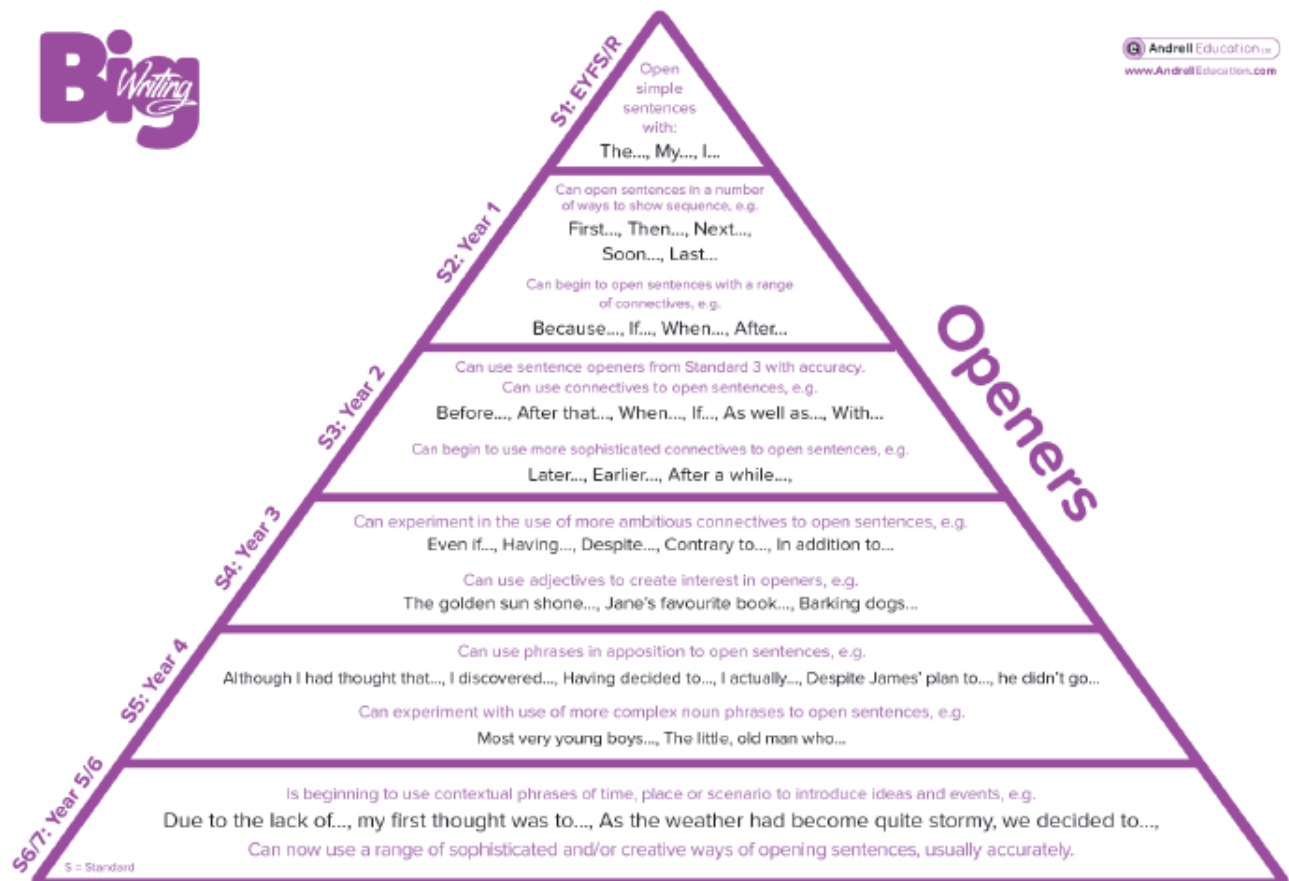 Big
Writing
Andrell Education Ltd
www.AndrellEducation.com
Openers
S1: EYFS/R
Open
simple
sentences
with:
The..., My..., I...
S2: Year 1
Can open sentences in a number
of ways to show sequence, e.g.
First..., Then..., Next...,
Soon..., Last...
Can begin to open sentences with a range
of connectives, e.g.
Because..., If..., When..., After...
S3: Year 2
Can use sentence openers from Standard 3 with accuracy.
Can use connectives to open sentences, e.g.
Before..., After that..., When..., If..., As well as..., With...
Can begin to use more sophisticated connectives to open sentences, e.g.
Later..., Earlier..., After a while...,
S4: Year 3
Can experiment in the use of more ambitious connectives to open sentences, e.g.
Even if..., Having..., Despite..., Contrary to..., In addition to...
Can use adjectives to create interest in openers, e.g.
The golden sun shone..., Jane's favourite book..., Barking dogs...
S5: Year 4
Can use phrases in apposition to open sentences, e.g.
Although I had thought that..., I discovered..., Having decided to..., I actually..., Despite James' plan to..., he didn't go...
Can experiment with use of more complex noun phrases to open sentences, e.g.
Most very young boys..., The little, old man who...
S6/7: Year 5/6
Is beginning to use contextual phrases of time, place or scenario to introduce ideas and events, e.g.
Due to the lack of..., my first thought was to..., As the weather had become quite stormy, we decided to...,
Can now use a range of sophisticated and/or creative ways of opening sentences, usually accurately.
S = Standard